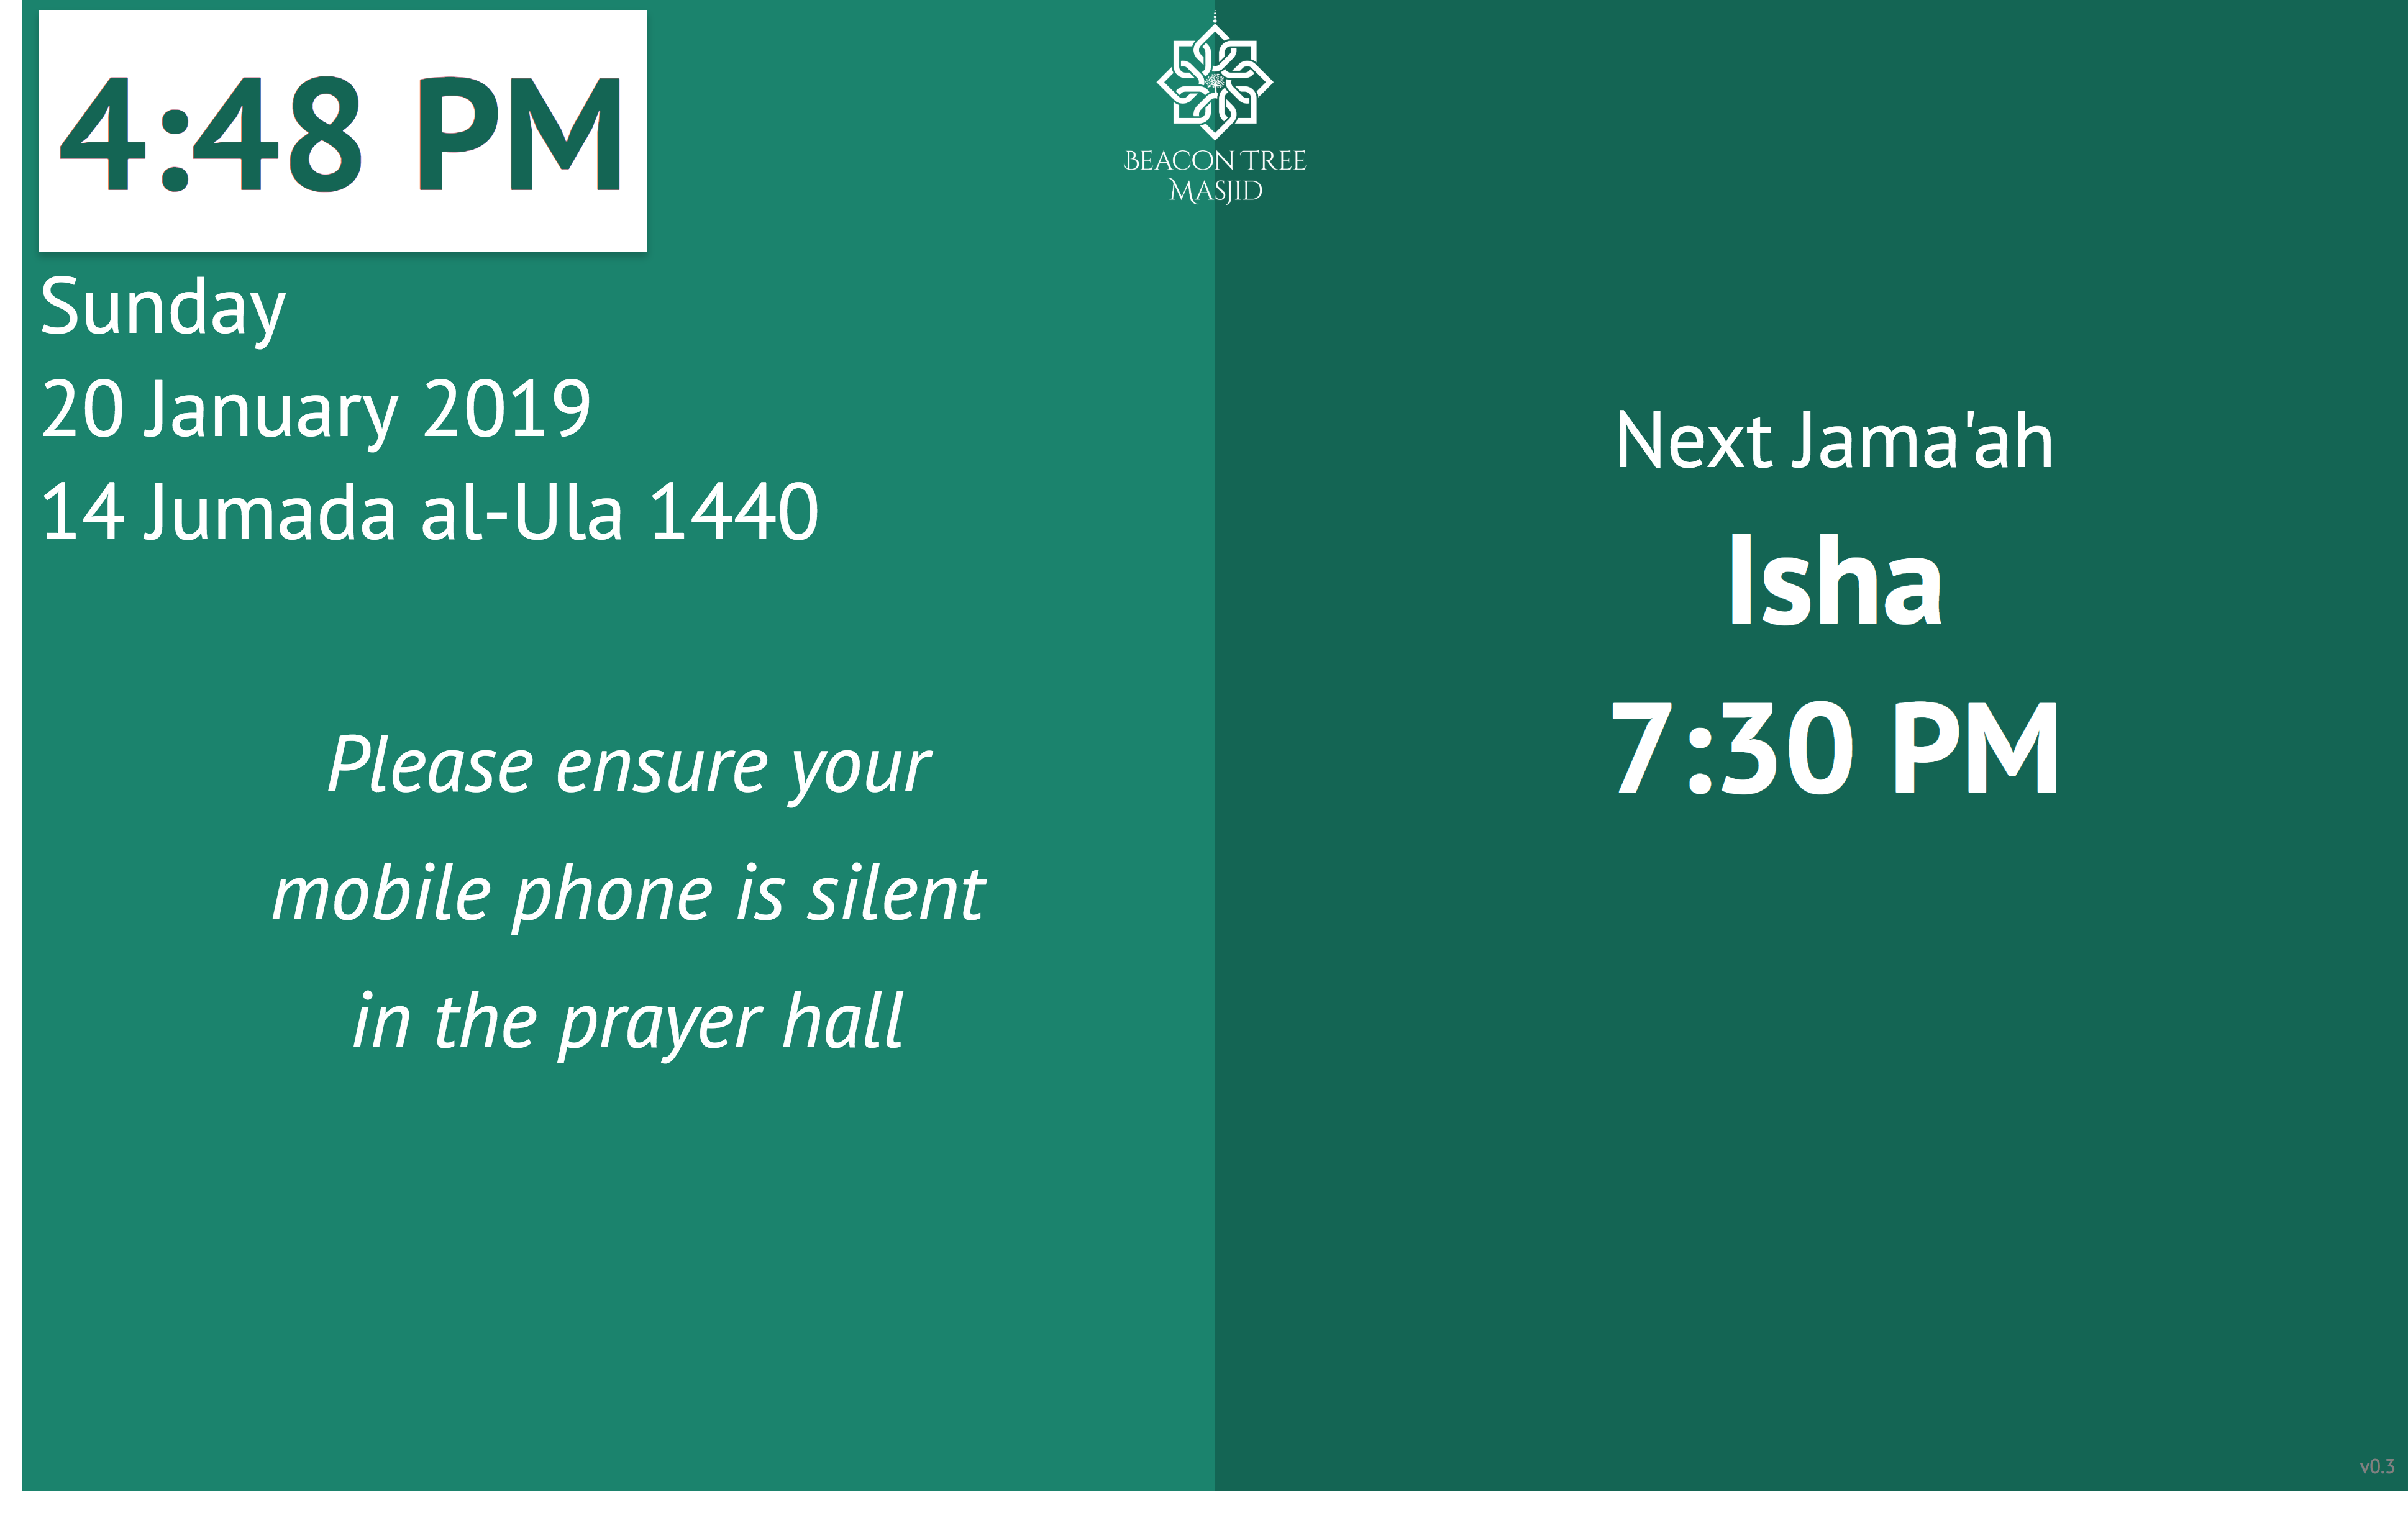 4:48 PM
Sunday
20 January 2019
14 Jumada al-Ula 1440
Please ensure your
mobile phone is silent
in the prayer hall
BEACON TREE
MASJID
Next Jama'ah
Isha
7:30 PM
v0.3